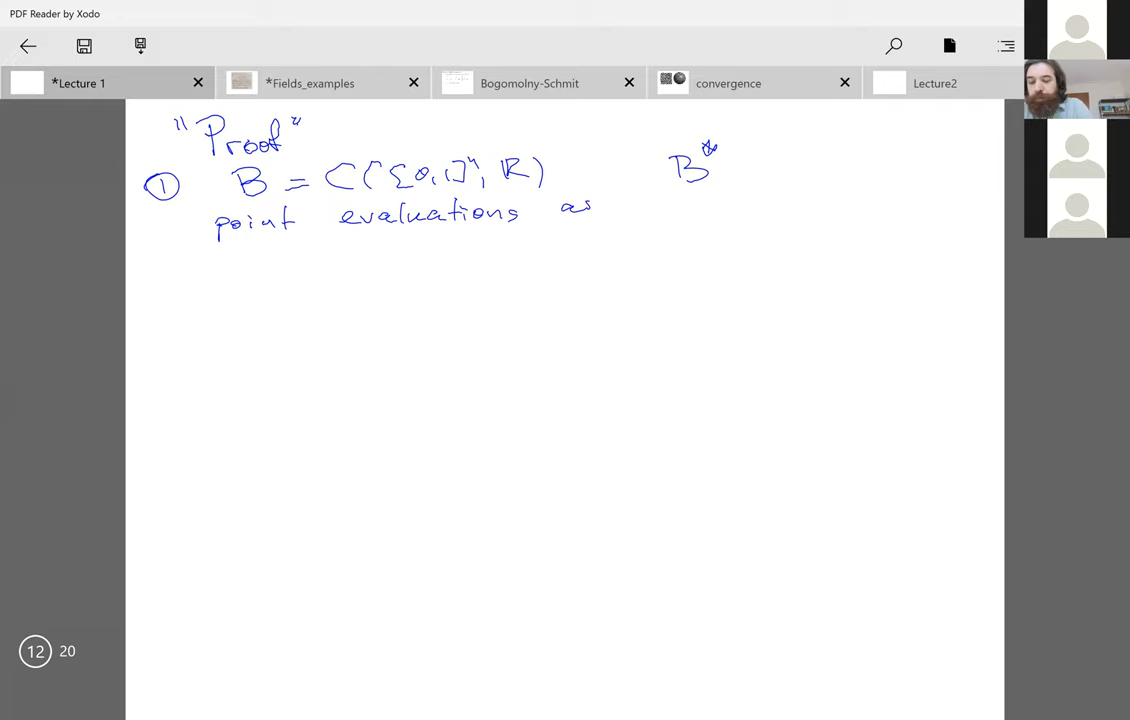 PDF Reader by Xodo
*Lecture 1
*Fields_examples
Bogomolny-Schmit
convergence
Lecture2
"Proof"
① B = C([0,1]ⁿ, ℝ) B*
point evaluations as
12 20